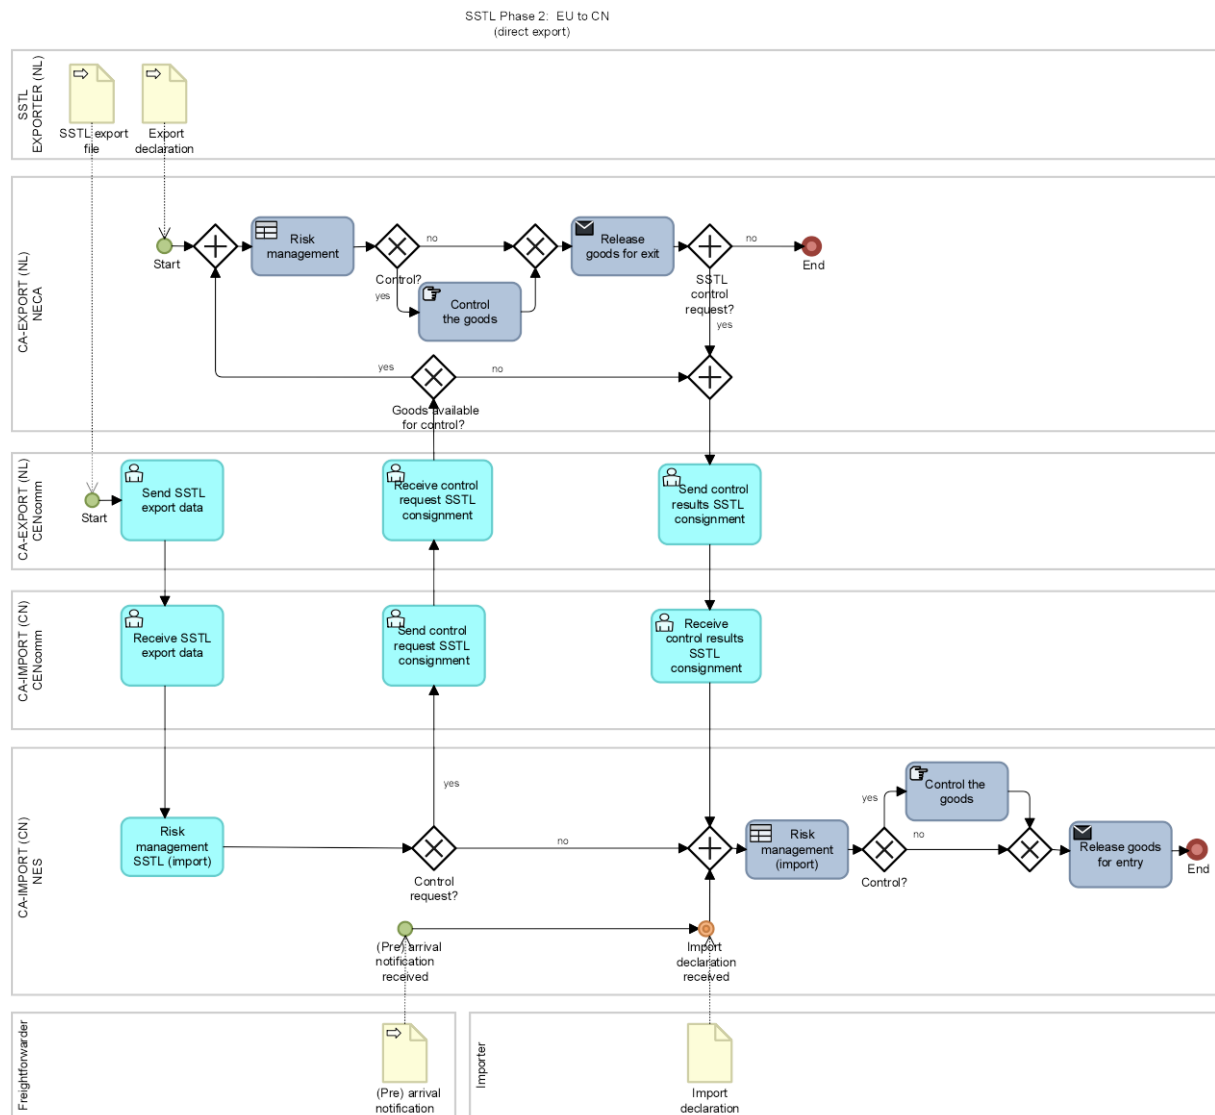 SSTL Phase 2:  EU to CN
(direct export)
SSTL
EXPORTER (NL)
SSTL export
file
Export
declaration
CA-EXPORT (NL)
NECA
Start
Risk
management
Control?
no
yes
Control
the goods
Release
goods for exit
SSTL
control
request?
no
yes
End
Goods available
for control?
yes
no
CA-EXPORT (NL)
CENcomm
Start
Send SSTL
export data
Receive control
request SSTL
consignment
Send control
results SSTL
consignment
CA-IMPORT (CN)
CENcomm
Receive SSTL
export data
Send control
request SSTL
consignment
Receive
control results
SSTL
consignment
CA-IMPORT (CN)
NES
Risk
management
SSTL (import)
yes
Control
request?
no
Risk
management
(import)
yes
Control?
no
Control the
goods
Release goods
for entry
End
(Pre) arrival
notification
received
Import
declaration
received
Freightforwarder
(Pre) arrival
notification
Importer
Import
declaration